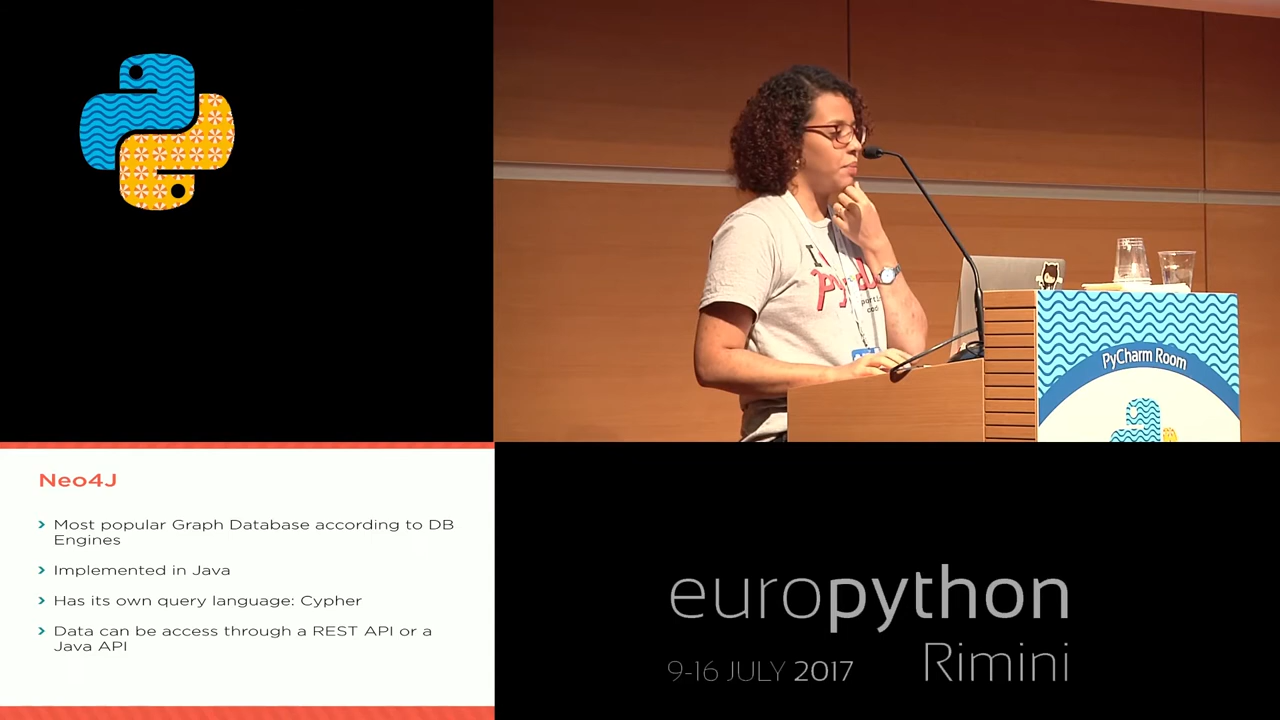 I
PyCharm Room
Neo4J
Most popular Graph Database according to DB
Engines
Implemented in Java
Has its own query language: Cypher
Data can be access through a REST API or a
Java API
europython
9-16 JULY 2017 Rimini